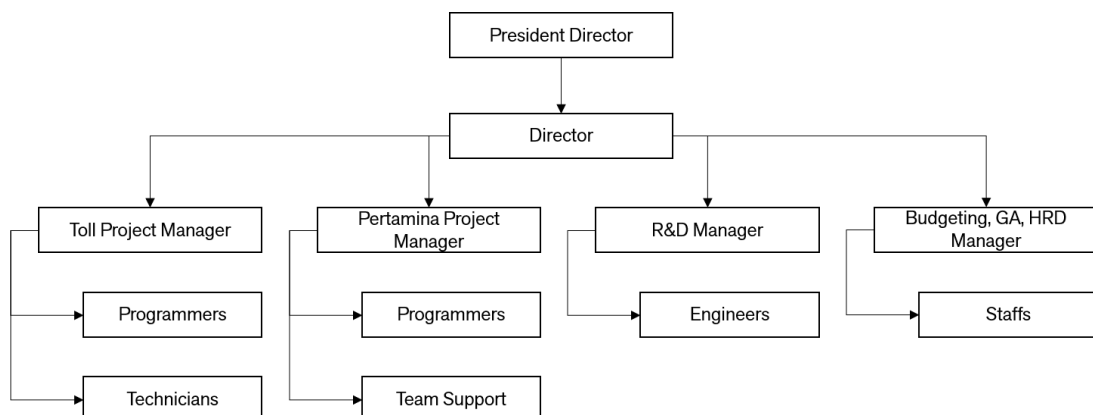 President Director
Director
Toll Project Manager
Pertamina Project
Manager
R&D Manager
Budgeting, GA, HRD
Manager
Programmers
Programmers
Engineers
Staffs
Technicians
Team Support